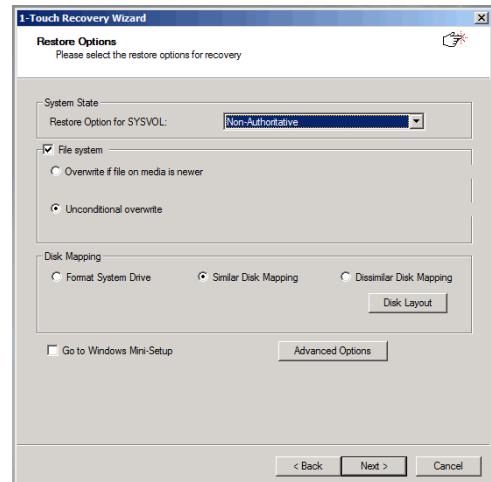 1-Touch Recovery Wizard
Restore Options
Please select the restore options for recovery
System State
Restore Option for SYSVOL:
Non-Authoritative
File system
Overwrite if file on media is newer
Unconditional overwrite
Disk Mapping
Format System Drive
Similar Disk Mapping
Dissimilar Disk Mapping
Disk Layout
Go to Windows Mini-Setup
Advanced Options
< Back
Next >
Cancel